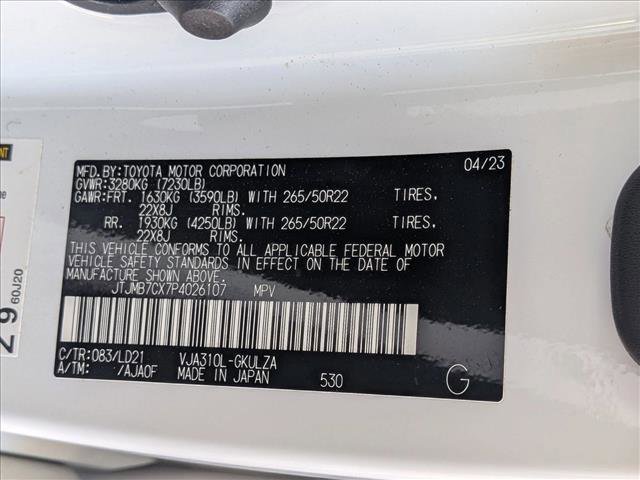 MFD.BY:TOYOTA MOTOR CORPORATION 04/23
GVWR:3280KG (7230LB)
GAWR:FRT. 1630KG (3590LB) WITH 265/50R22 TIRES,
22X8J RIMS.
RR. 1930KG (4250LB) WITH 265/50R22 TIRES,
22X8J RIMS.
THIS VEHICLE CONFORMS TO ALL APPLICABLE FEDERAL MOTOR
VEHICLE SAFETY STANDARDS IN EFFECT ON THE DATE OF
MANUFACTURE SHOWN ABOVE.
JTJMB7CX7P4026107 MPV
C/TR:083/LD21 VJA310L-GKULZA
A/TM: /AJA0F MADE IN JAPAN 530 G
29 60J20